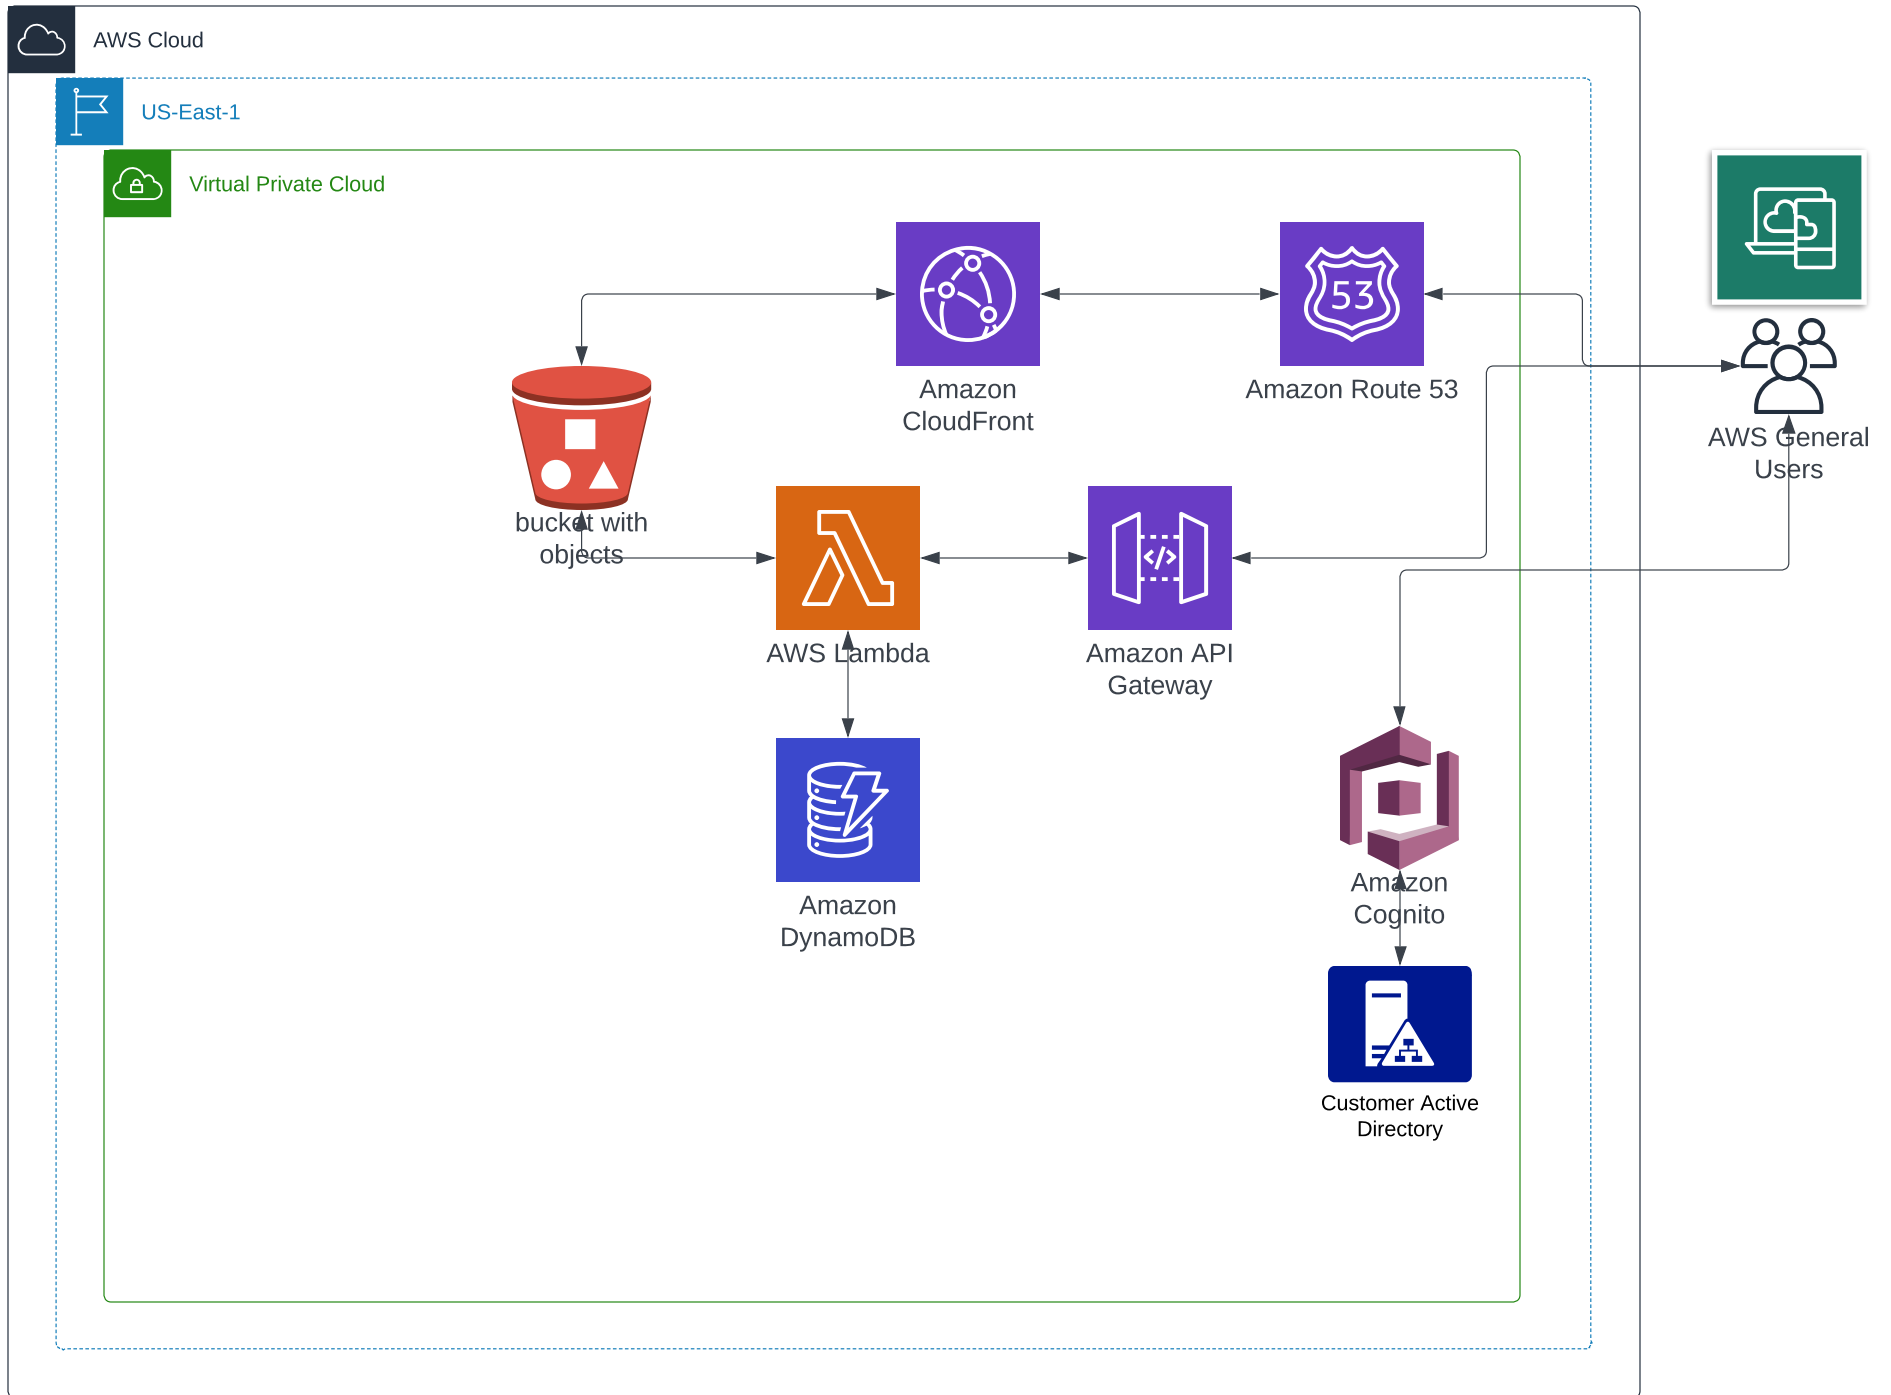 AWS Cloud
US-East-1
Virtual Private Cloud
53
Amazon
CloudFront
Amazon Route 53
AWS General
Users
bucket with
objects
</>
AWS Lambda
Amazon API
Gateway
Amazon
DynamoDB
Amazon
Cognito
Customer Active
Directory